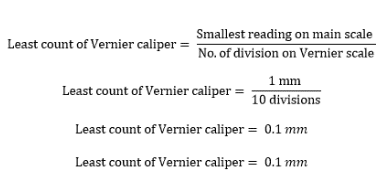 Least count of Vernier caliper = Smallest reading on main scale / No. of division on Vernier scale
Least count of Vernier caliper = 1 mm / 10 divisions
Least count of Vernier caliper = 0.1 mm
Least count of Vernier caliper = 0.1 mm